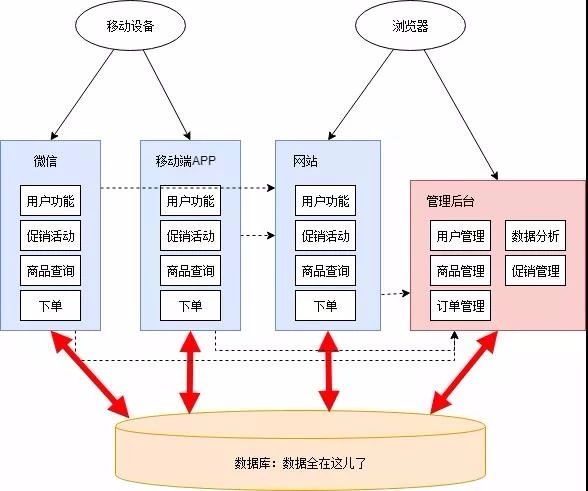 移动设备
浏览器
微信
用户功能
促销活动
商品查询
下单
移动端APP
用户功能
促销活动
商品查询
下单
网站
用户功能
促销活动
商品查询
下单
管理后台
用户管理
数据分析
商品管理
促销管理
订单管理
数据库：数据全在这儿了